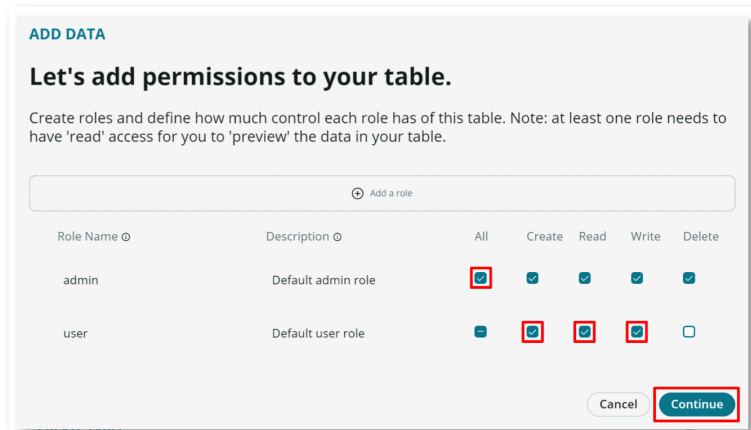 ADD DATA
Let's add permissions to your table.
Create roles and define how much control each role has of this table. Note: at least one role needs to
have 'read' access for you to 'preview' the data in your table.
Add a role
Role Name Description All Create Read Write Delete
admin Default admin role
user Default user role
Cancel Continue